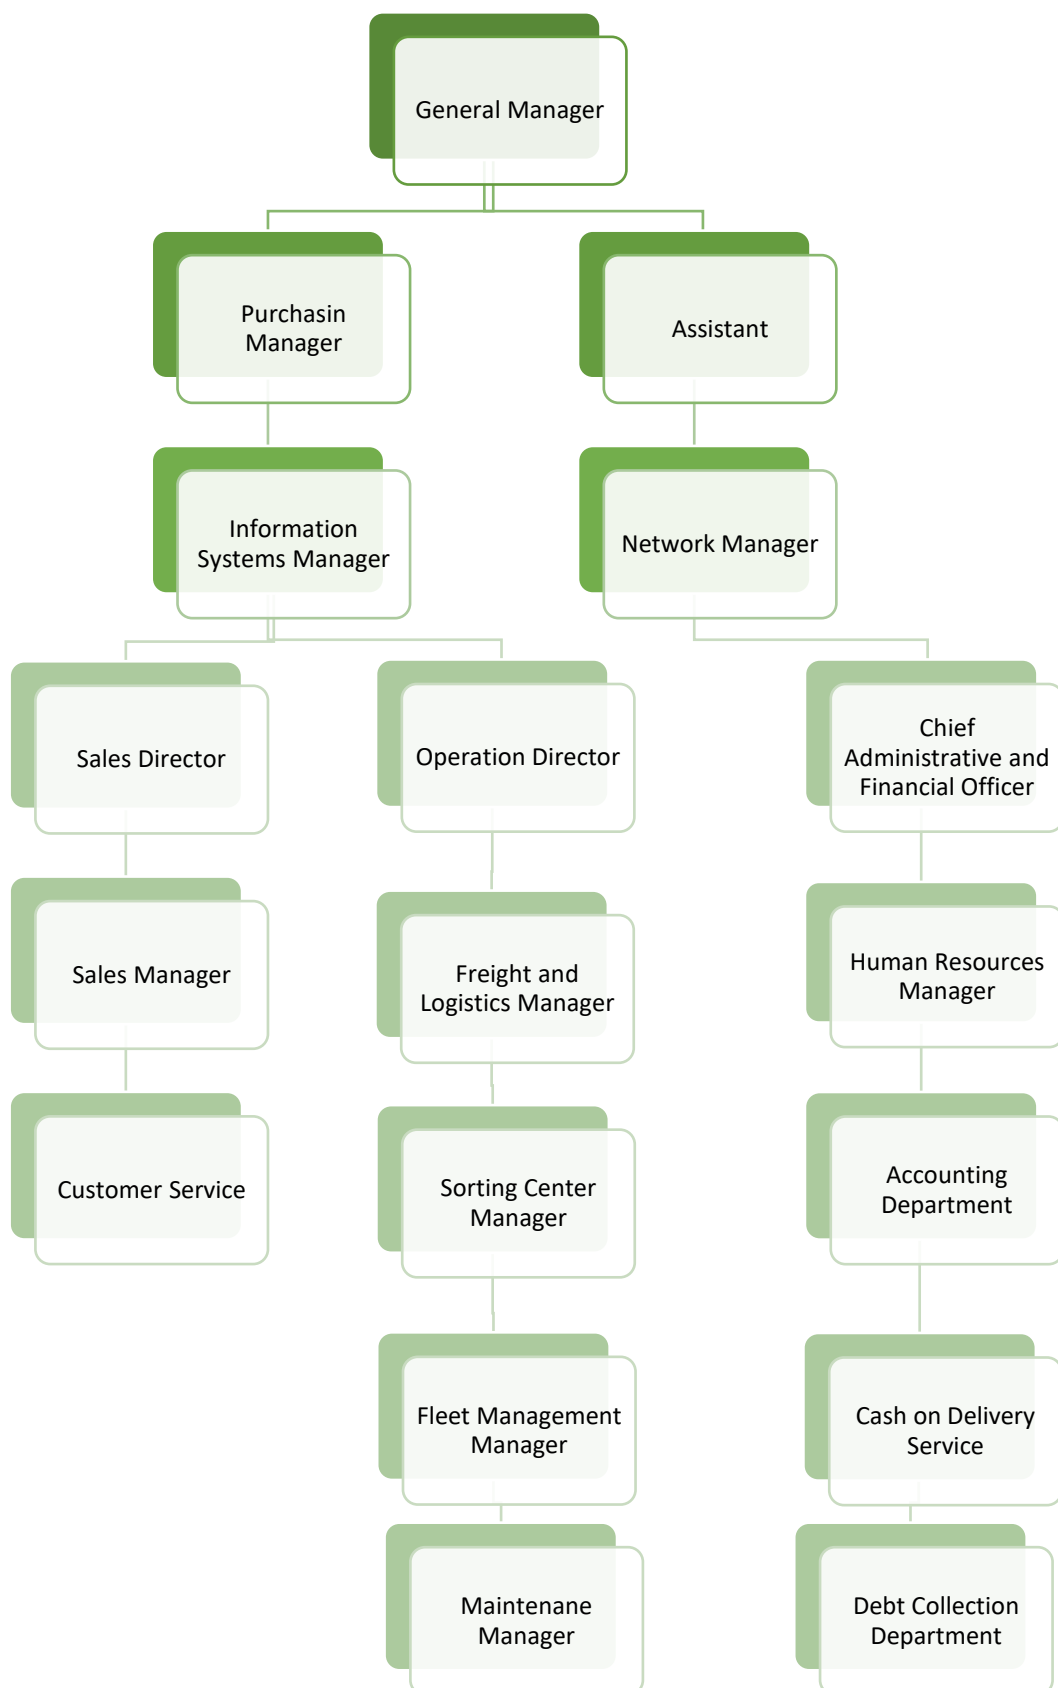 General Manager
Purchasin
Manager
Assistant
Information
Systems Manager
Network Manager
Sales Director
Operation Director
Chief
Administrative and
Financial Officer
Sales Manager
Freight and
Logistics Manager
Human Resources
Manager
Customer Service
Sorting Center
Manager
Accounting
Department
Fleet Management
Manager
Cash on Delivery
Service
Maintenane
Manager
Debt Collection
Department